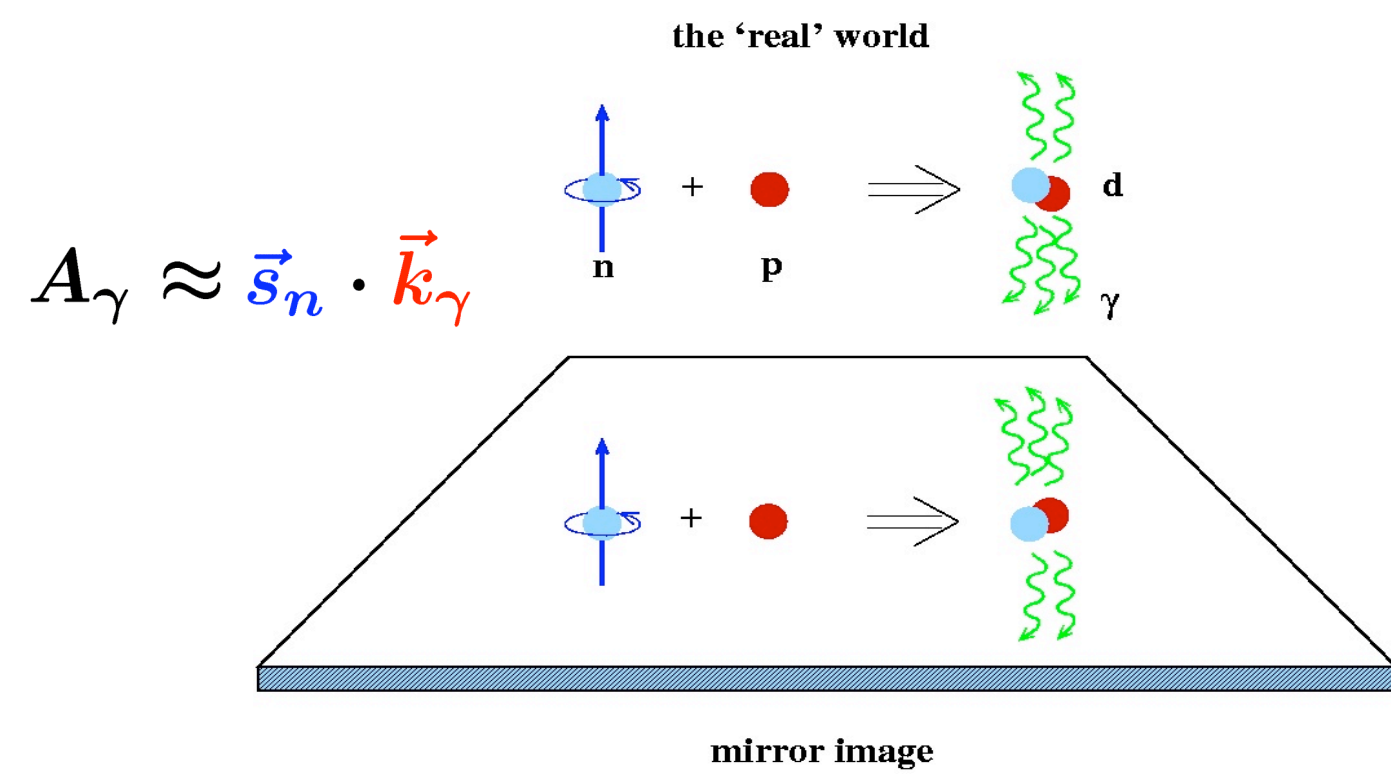 the ‘real’ world
+
d
n
p
γ
A_γ ≈ s⃗_n · k⃗_γ
+
mirror image